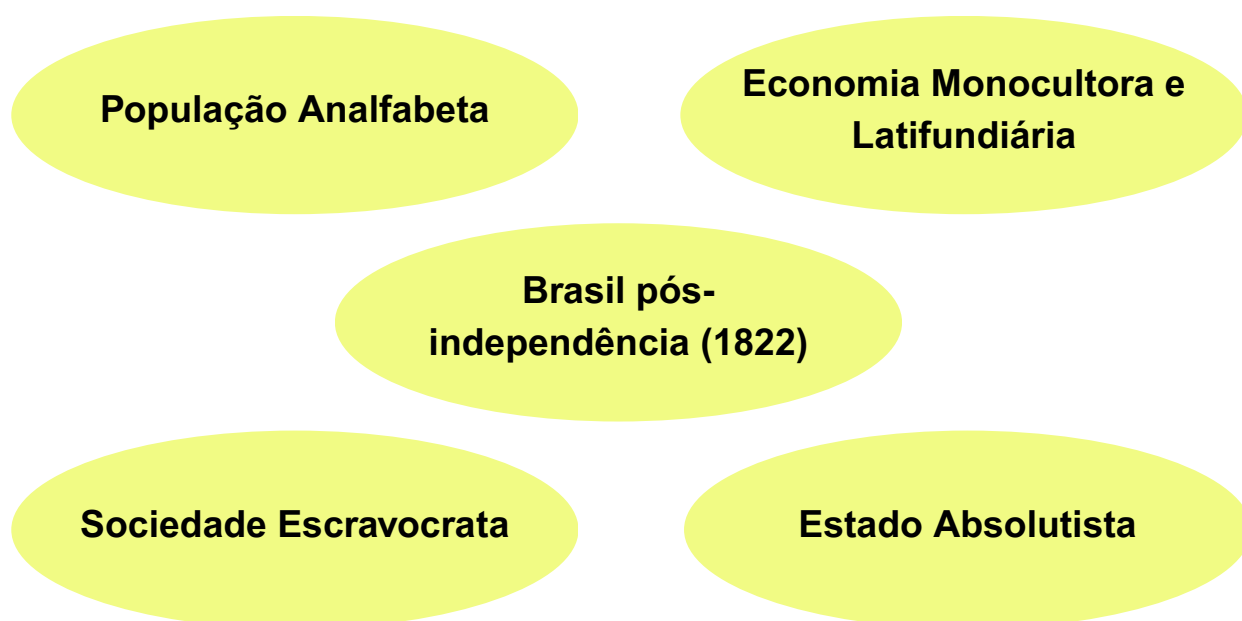 População Analfabeta
Economia Monocultora e
Latifundiária
Brasil pós-
independência (1822)
Sociedade Escravocrata
Estado Absolutista